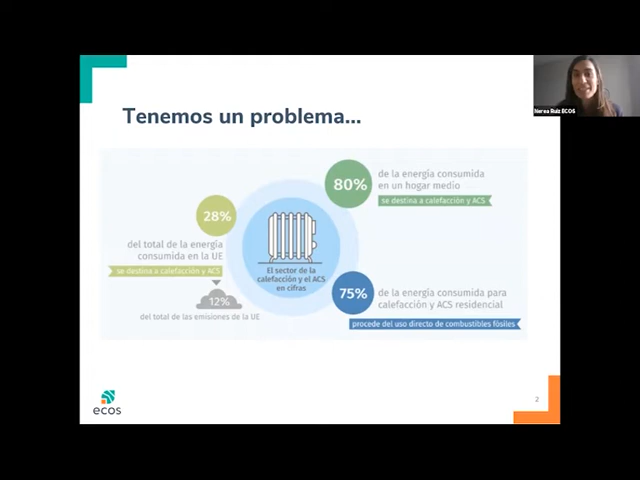 Tenemos un problema...
80%
de la energía consumida
en un hogar medio
se destina a calefacción y ACS
28%
del total de la energía
consumida en la UE
se destina a calefacción y ACS
12%
del total de las emisiones de la UE
El sector de la
calefacción y el ACS
en cifras
75%
de la energía consumida para
calefacción y ACS residencial
procede del uso directo de combustibles fósiles
ecos
2
Nerea Ruiz ECOS